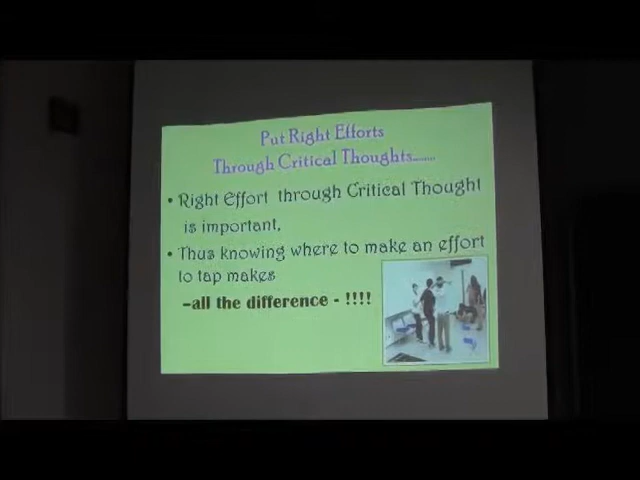 Put Right Efforts
Through Critical Thoughts.......
• Right Effort through Critical Thought
is important,
• Thus knowing where to make an effort
to tap makes
–all the difference - !!!!